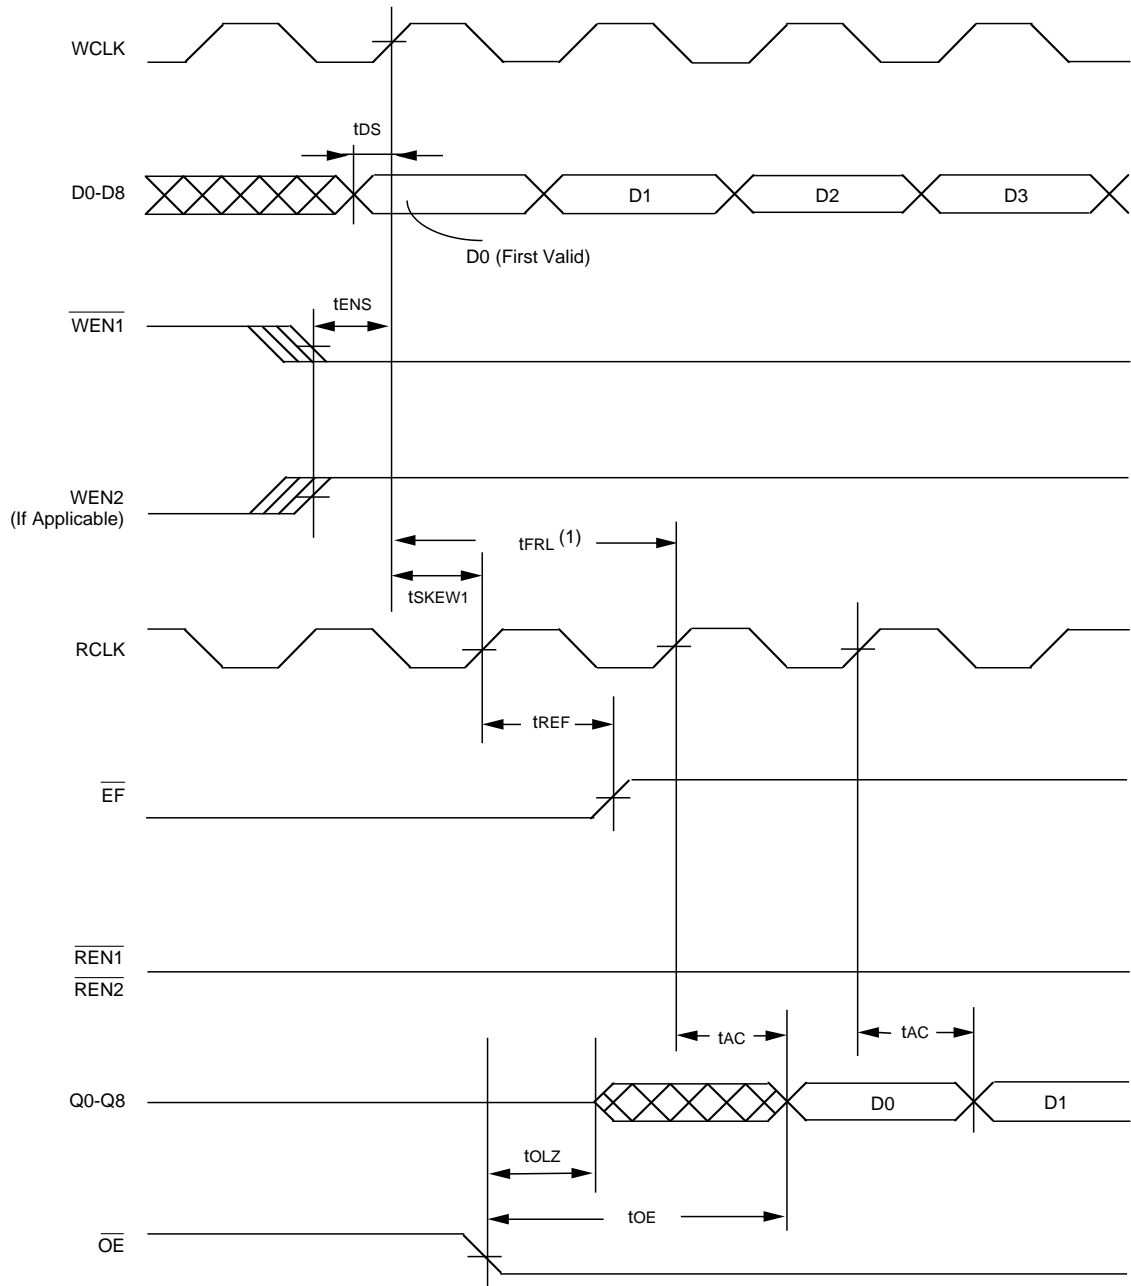 WCLK
tDS
D0-D8
D1
D2
D3
D0 (First Valid)
tENS
WEN1
WEN2
(If Applicable)
tFRL (1)
tSKEW1
RCLK
tREF
EF
REN1
REN2
tAC
tAC
Q0-Q8
D0
D1
tOLZ
tOE
OE